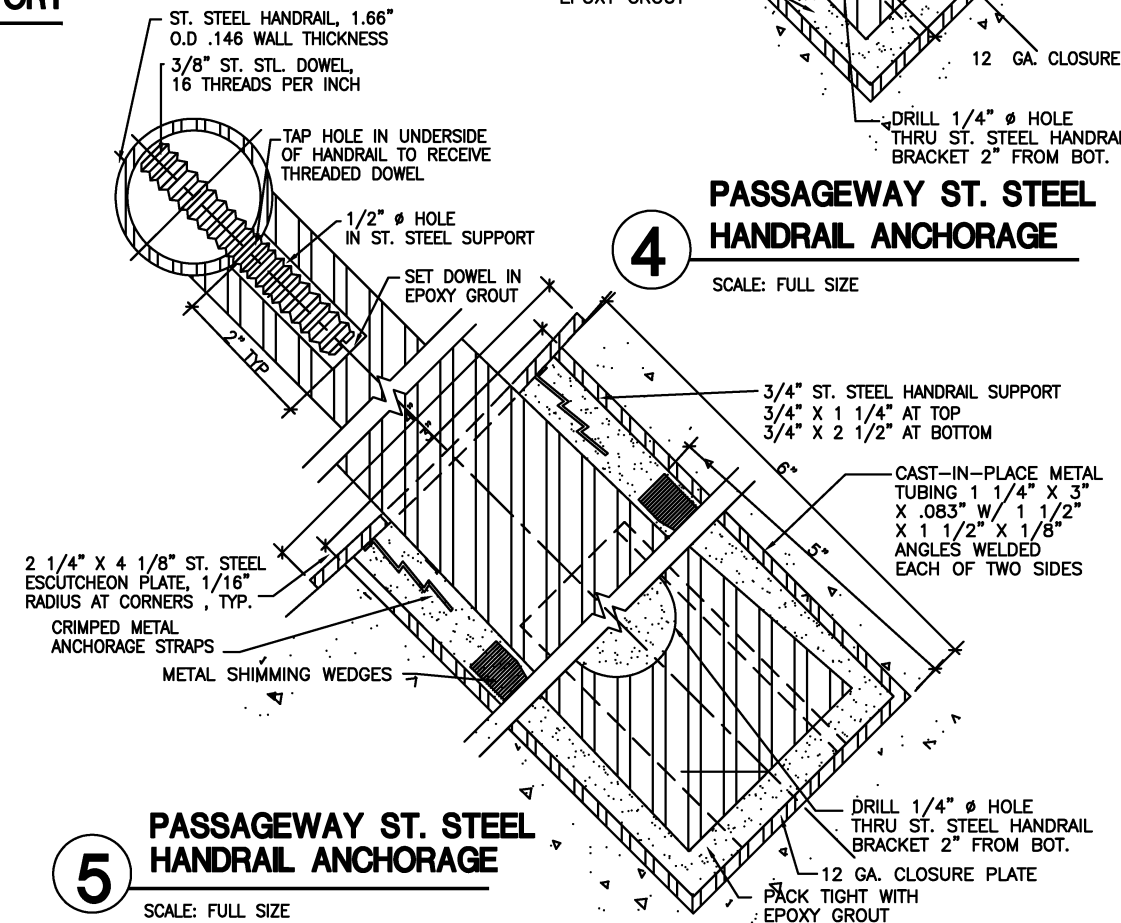 ST. STEEL HANDRAIL, 1.66"
O.D .146 WALL THICKNESS
3/8" ST. STL. DOWEL,
16 THREADS PER INCH
TAP HOLE IN UNDERSIDE
OF HANDRAIL TO RECEIVE
THREADED DOWEL
1/2" ø HOLE
IN ST. STEEL SUPPORT
SET DOWEL IN
EPOXY GROUT
2" TYP
EPOXY GROUT
12 GA. CLOSURE
DRILL 1/4" ø HOLE
THRU ST. STEEL
BRACKET 2" FROM BOT.
4
PASSAGEWAY ST. STEEL
HANDRAIL ANCHORAGE
SCALE: FULL SIZE
3/4" ST. STEEL HANDRAIL SUPPORT
3/4" X 1 1/4" AT TOP
3/4" X 2 1/2" AT BOTTOM
6"
5"
CAST-IN-PLACE METAL
TUBING 1 1/4" X 3"
X .083" W/ 1 1/2"
X 1 1/2" X 1/8"
ANGLES WELDED
EACH OF TWO SIDES
2 1/4" X 4 1/8" ST. STEEL
ESCUTCHEON PLATE, 1/16"
RADIUS AT CORNERS , TYP.
CRIMPED METAL
ANCHORAGE STRAPS
METAL SHIMMING WEDGES
DRILL 1/4" ø HOLE
THRU ST. STEEL HANDRAIL
BRACKET 2" FROM BOT.
12 GA. CLOSURE PLATE
PACK TIGHT WITH
EPOXY GROUT
5
PASSAGEWAY ST. STEEL
HANDRAIL ANCHORAGE
SCALE: FULL SIZE